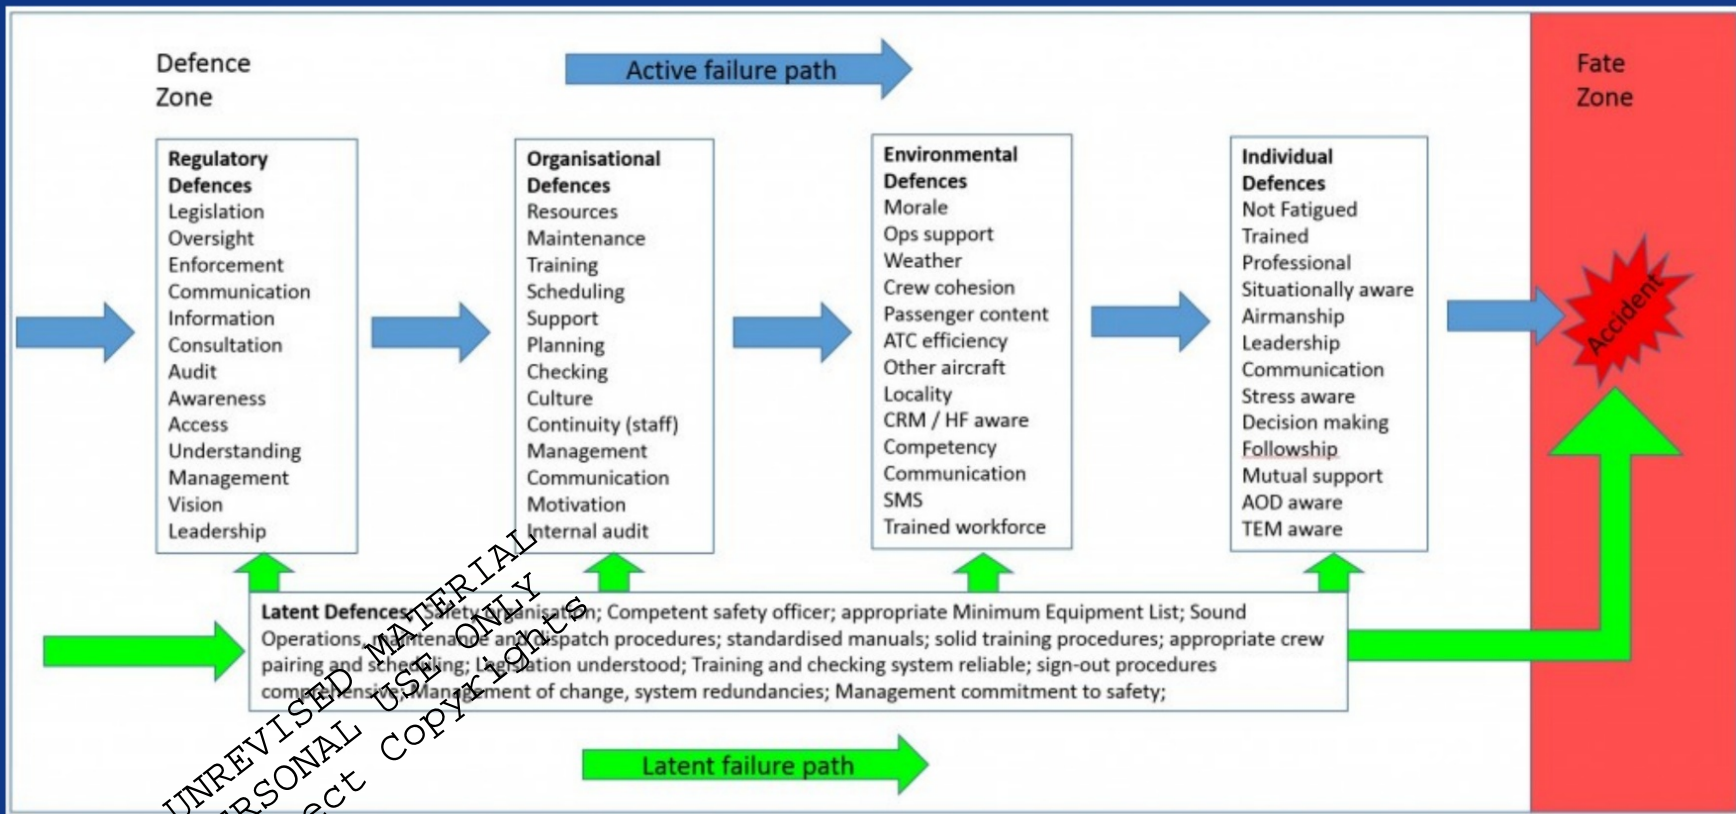 Defence
Zone
Active failure path
Fate
Zone
Regulatory
Defences
Legislation
Oversight
Enforcement
Communication
Information
Consultation
Audit
Awareness
Access
Understanding
Management
Vision
Leadership
Organisational
Defences
Resources
Maintenance
Training
Scheduling
Support
Planning
Checking
Culture
Continuity (staff)
Management
Communication
Motivation
Internal audit
Environmental
Defences
Morale
Ops support
Weather
Crew cohesion
Passenger content
ATC efficiency
Other aircraft
Locality
CRM / HF aware
Competency
Communication
SMS
Trained workforce
Individual
Defences
Not Fatigued
Trained
Professional
Situationally aware
Airmanship
Leadership
Communication
Stress aware
Decision making
Followship
Mutual support
AOD aware
TEM aware
Accident
Latent Defences; Safety organisation; Competent safety officer; appropriate Minimum Equipment List; Sound
Operations, maintenance and dispatch procedures; standardised manuals; solid training procedures; appropriate crew
pairing and scheduling; Legislation understood; Training and checking system reliable; sign-out procedures
comprehensive; Management of change, system redundancies; Management commitment to safety;
Latent failure path
UNREVISED MATERIAL
ERSONAL USE ONLY
ect Copyrights